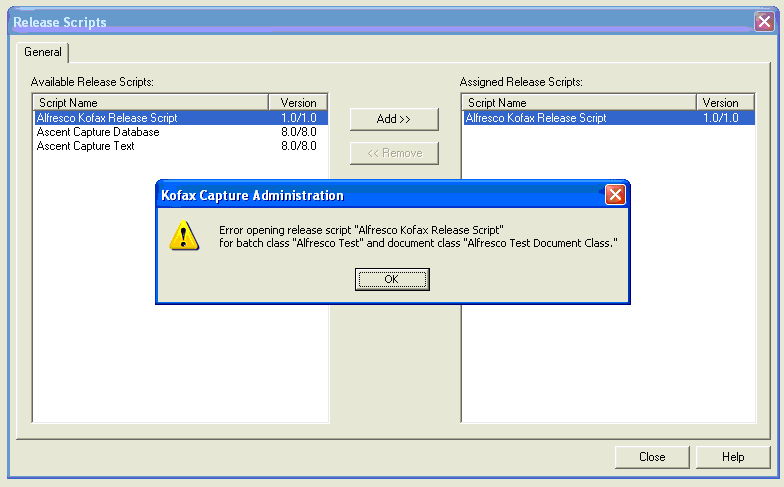 Release Scripts
General
Available Release Scripts:
Assigned Release Scripts:
Script Name Version
Alfresco Kofax Release Script 1.0/1.0
Ascent Capture Database 8.0/8.0
Ascent Capture Text 8.0/8.0
Add >>
<< Remove
Script Name Version
Alfresco Kofax Release Script 1.0/1.0
Kofax Capture Administration
Error opening release script "Alfresco Kofax Release Script"
for batch class "Alfresco Test" and document class "Alfresco Test Document Class."
OK
Close
Help